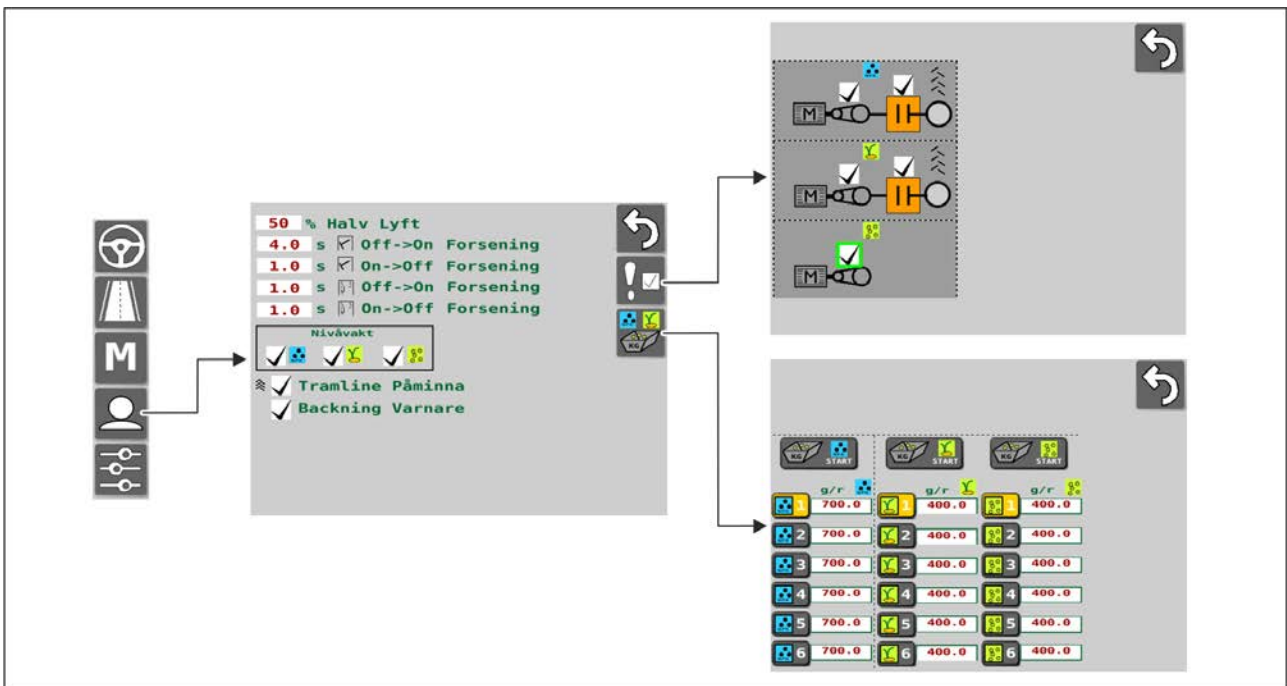 M
50 % Halv Lyft
4.0 s Off->On Forsening
1.0 s On->Off Forsening
1.0 s Off->On Forsening
1.0 s On->Off Forsening
Nivåvakt
Tramline Påminna
Backning Varnare
KG
M
M
M
KG START KG START KG START
g/r g/r g/r
1 700.0 1 400.0 1 400.0
2 700.0 2 400.0 2 400.0
3 700.0 3 400.0 3 400.0
4 700.0 4 400.0 4 400.0
5 700.0 5 400.0 5 400.0
6 700.0 6 400.0 6 400.0